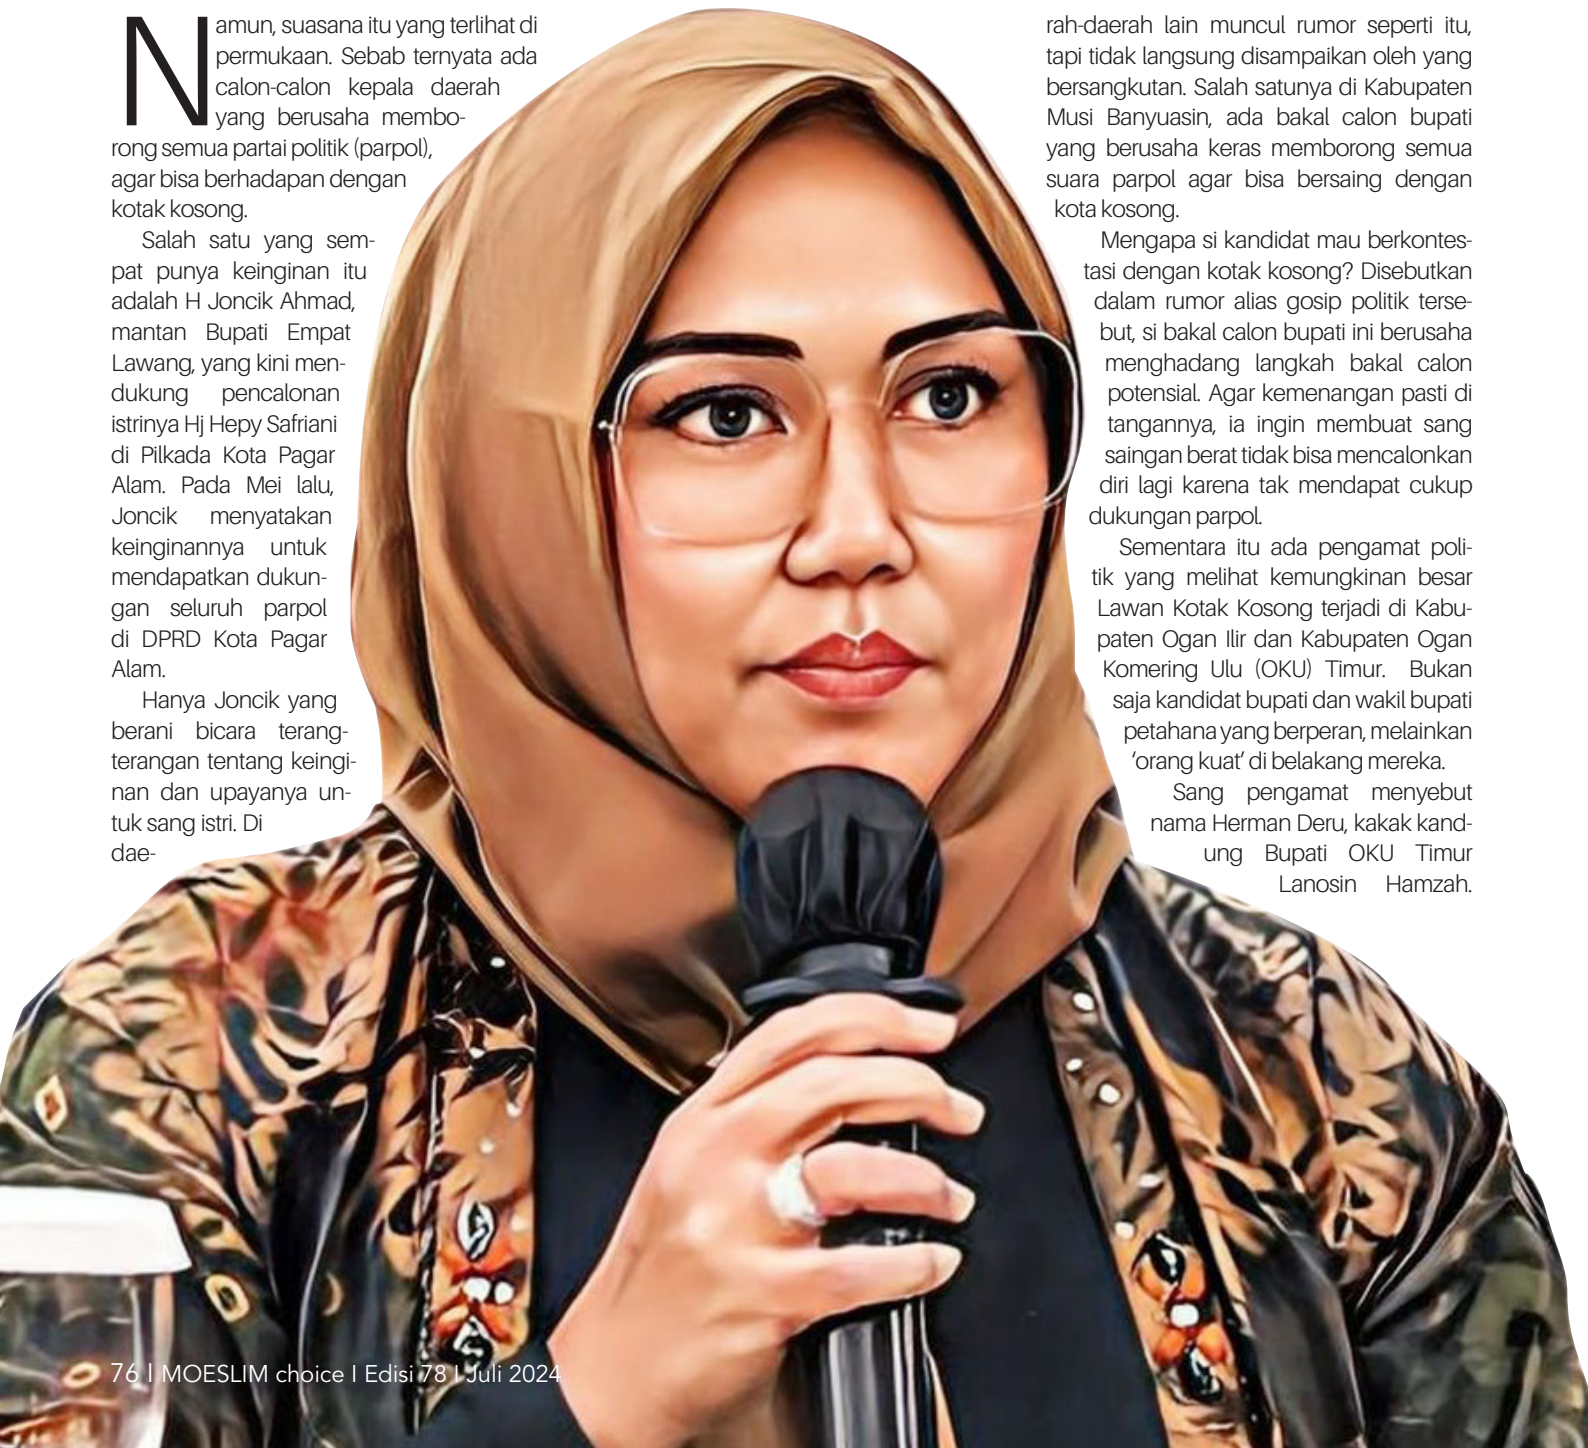 Namun, suasana itu yang terlihat di
permukaan. Sebab ternyata ada
calon-calon kepala daerah
yang berusaha membo-
rong semua partai politik (parpol),
agar bisa berhadapan dengan
kotak kosong.
Salah satu yang sem-
pat punya keinginan itu
adalah H Joncik Ahmad,
mantan Bupati Empat
Lawang, yang kini men-
dukung pencalonan
istrinya Hj Hepy Safriani
di Pilkada Kota Pagar
Alam. Pada Mei lalu,
Joncik menyatakan
keinginannya untuk
mendapatkan dukun-
gan seluruh parpol
di DPRD Kota Pagar
Alam.
Hanya Joncik yang
berani bicara terang-
terangan tentang keingi-
nan dan upayanya un-
tuk sang istri. Di
dae-
rah-daerah lain muncul rumor seperti itu,
tapi tidak langsung disampaikan oleh yang
bersangkutan. Salah satunya di Kabupaten
Musi Banyuasin, ada bakal calon bupati
yang berusaha keras memborong semua
suara parpol agar bisa bersaing dengan
kota kosong.
Mengapa si kandidat mau berkontes-
tasi dengan kotak kosong? Disebutkan
dalam rumor alias gosip politik terse-
but, si bakal calon bupati ini berusaha
menghadang langkah bakal calon
potensial. Agar kemenangan pasti di
tangannya, ia ingin membuat sang
saingan berat tidak bisa mencalonkan
diri lagi karena tak mendapat cukup
dukungan parpol.
Sementara itu ada pengamat poli-
tik yang melihat kemungkinan besar
Lawan Kotak Kosong terjadi di Kabu-
paten Ogan Ilir dan Kabupaten Ogan
Komering Ulu (OKU) Timur. Bukan
saja kandidat bupati dan wakil bupati
petahana yang berperan, melainkan
‘orang kuat’ di belakang mereka.
Sang pengamat menyebut
nama Herman Deru, kakak kand-
ung Bupati OKU Timur
Lanosin Hamzah.
76 | MOESLIM choice | Edisi 78 | Juli 2024